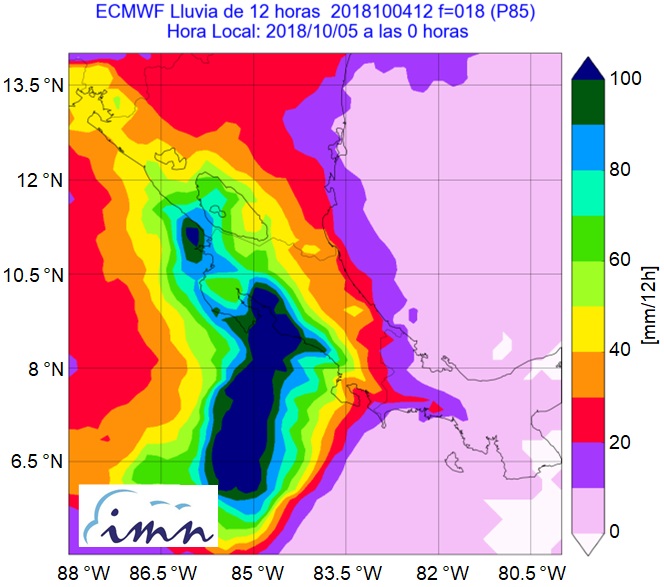 ECMWF Lluvia de 12 horas 2018100412 f=018 (P85)
Hora Local: 2018/10/05 a las 0 horas
13.5 °N
12 °N
10.5 °N
8 °N
6.5 °N
88 °W 86.5 °W 85 °W 83.5 °W 82 °W 80.5 °W
100
80
60
40
20
0
[mm/12h]
imn